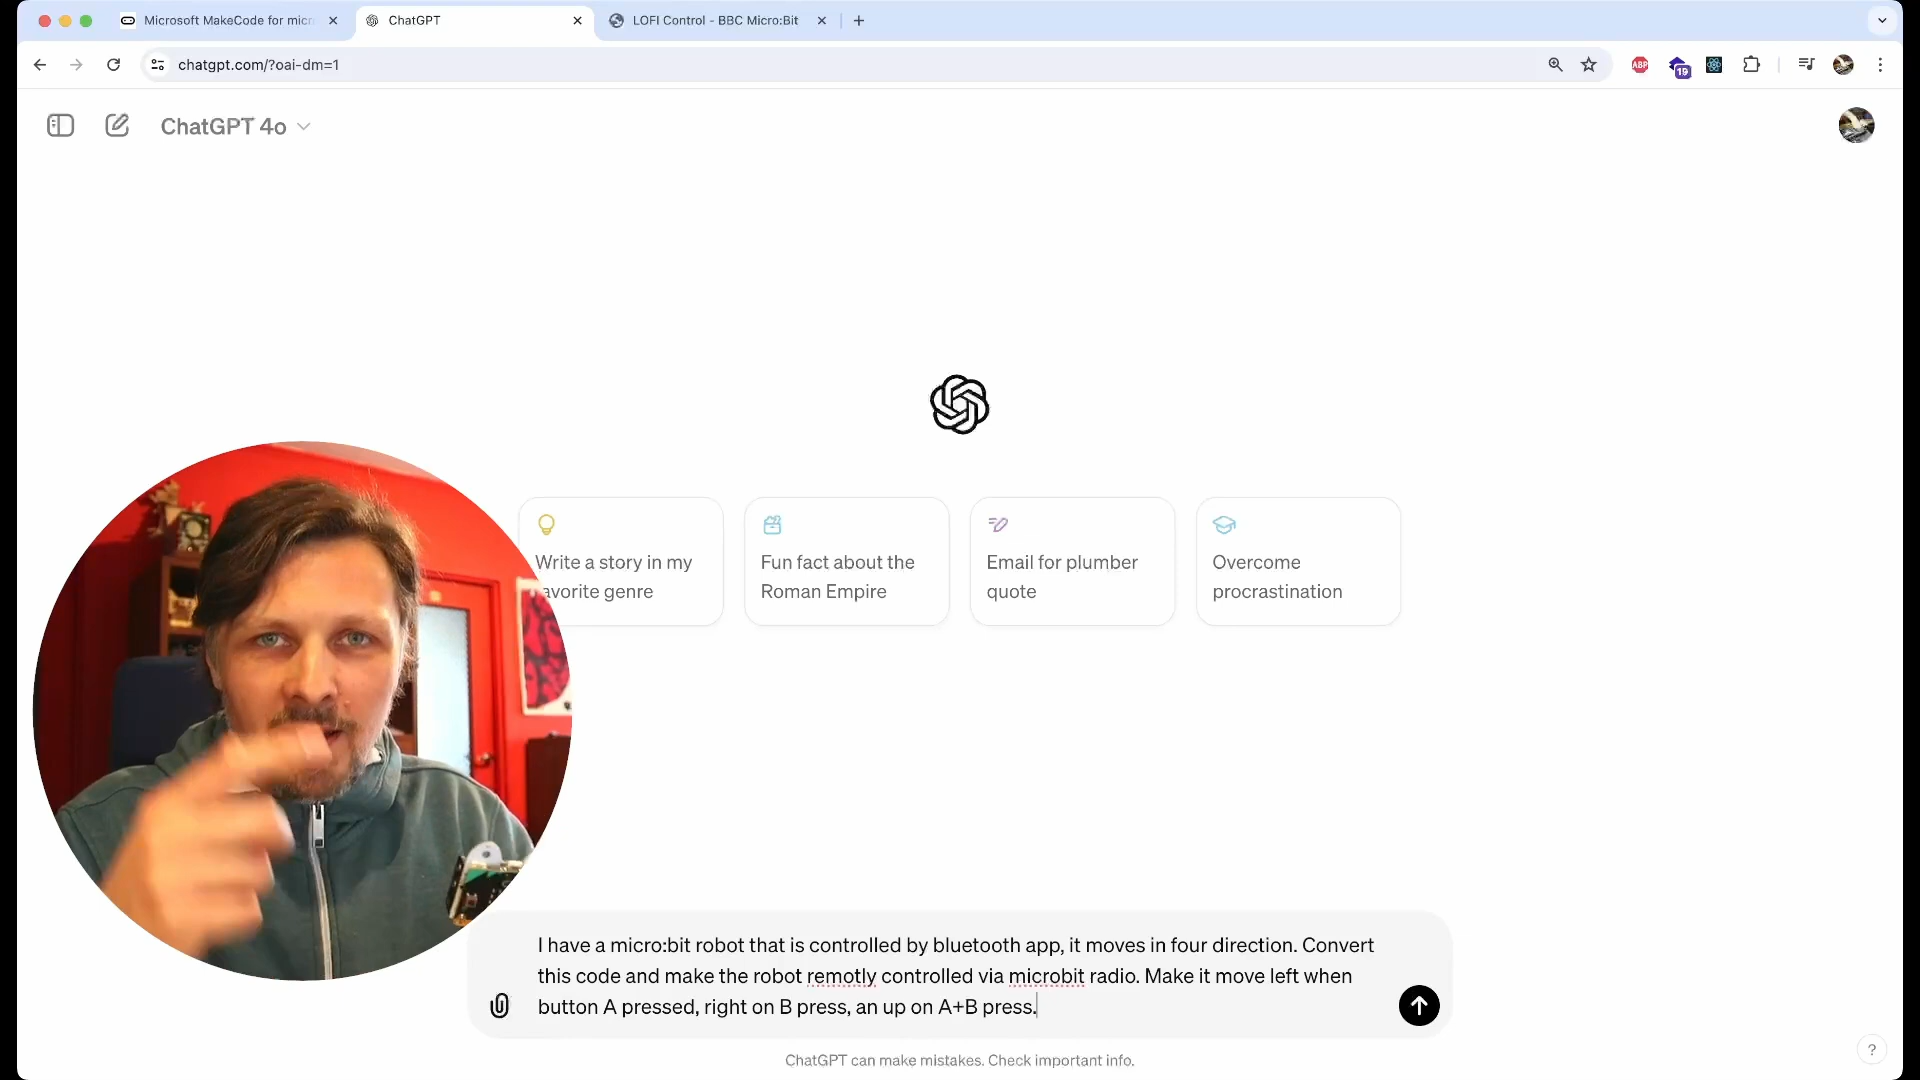 Microsoft MakeCode for micr
ChatGPT
LOFI Control - BBC Micro:Bit
chatgpt.com/?oai-dm=1
ABP
19
ChatGPT 4o
Write a story in my
avorite genre
Fun fact about the
Roman Empire
Email for plumber
quote
Overcome
procrastination
I have a micro:bit robot that is controlled by bluetooth app, it moves in four direction. Convert
this code and make the robot remotly controlled via microbit radio. Make it move left when
button A pressed, right on B press, an up on A+B press.
ChatGPT can make mistakes. Check important info.
?